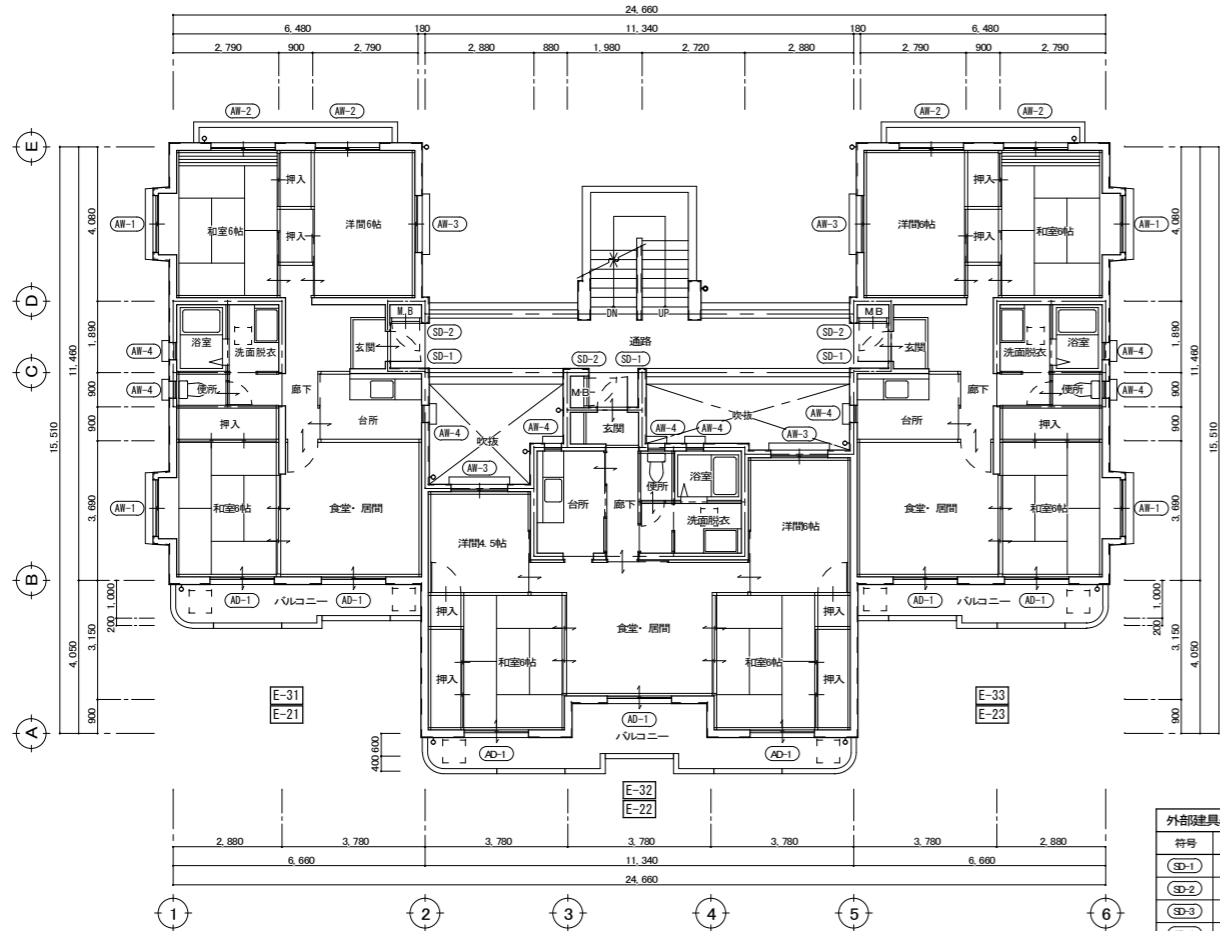 24,660
6,480 180 11,340 180 6,480
2,790 900 2,790 2,880 880 1,980 2,720 2,880 2,790 900 2,790
AW-2 AW-2 AW-2 AW-2
E E
押入 押入
4,080 AW-1 和室6帖 洋間6帖 AW-3 AW-3 洋間6帖 和室6帖 AW-1 4,080
押入 押入
D D
M.B DN UP MB
1,890 浴室 洗面脱衣 玄関 SD-2 通路 SD-2 玄関 洗面脱衣 浴室 1,890
11,460 AW-4 SD-1 SD-2 SD-1 SD-1 AW-4 11,460
C C
900 AW-4 便所 廊下 M・B 廊下 便所 AW-4 900
15,510 15,510
900 押入 台所 AW-4 吹抜 AW-4 玄関 AW-4 AW-4 吹抜 AW-3 AW-4 台所 押入 900
AW-3
3,690 AW-1 和室6帖 食堂・居間 台所 廊下 便所 浴室 食堂・居間 和室6帖 AW-1 3,690
洋間4.5帖 洗面脱衣 洋間6帖
B B
1,000 AD-1 AD-1 バルコニー AD-1 バルコニー AD-1 1,000
200 押入 押入 200
4,050 3,150 食堂・居間 3,150 4,050
和室6帖 和室6帖
押入 押入
E-31 E-33
E-21 E-23
900 AD-1 900
A バルコニー A
600 AD-1 AD-1
400
E-32
E-22
2,880 3,780 3,780 3,780 3,780 3,780 2,880
6,660 11,340 6,660
24,660
1 2 3 4 5 6
外部建具
符号
SD-1
SD-2
SD-3